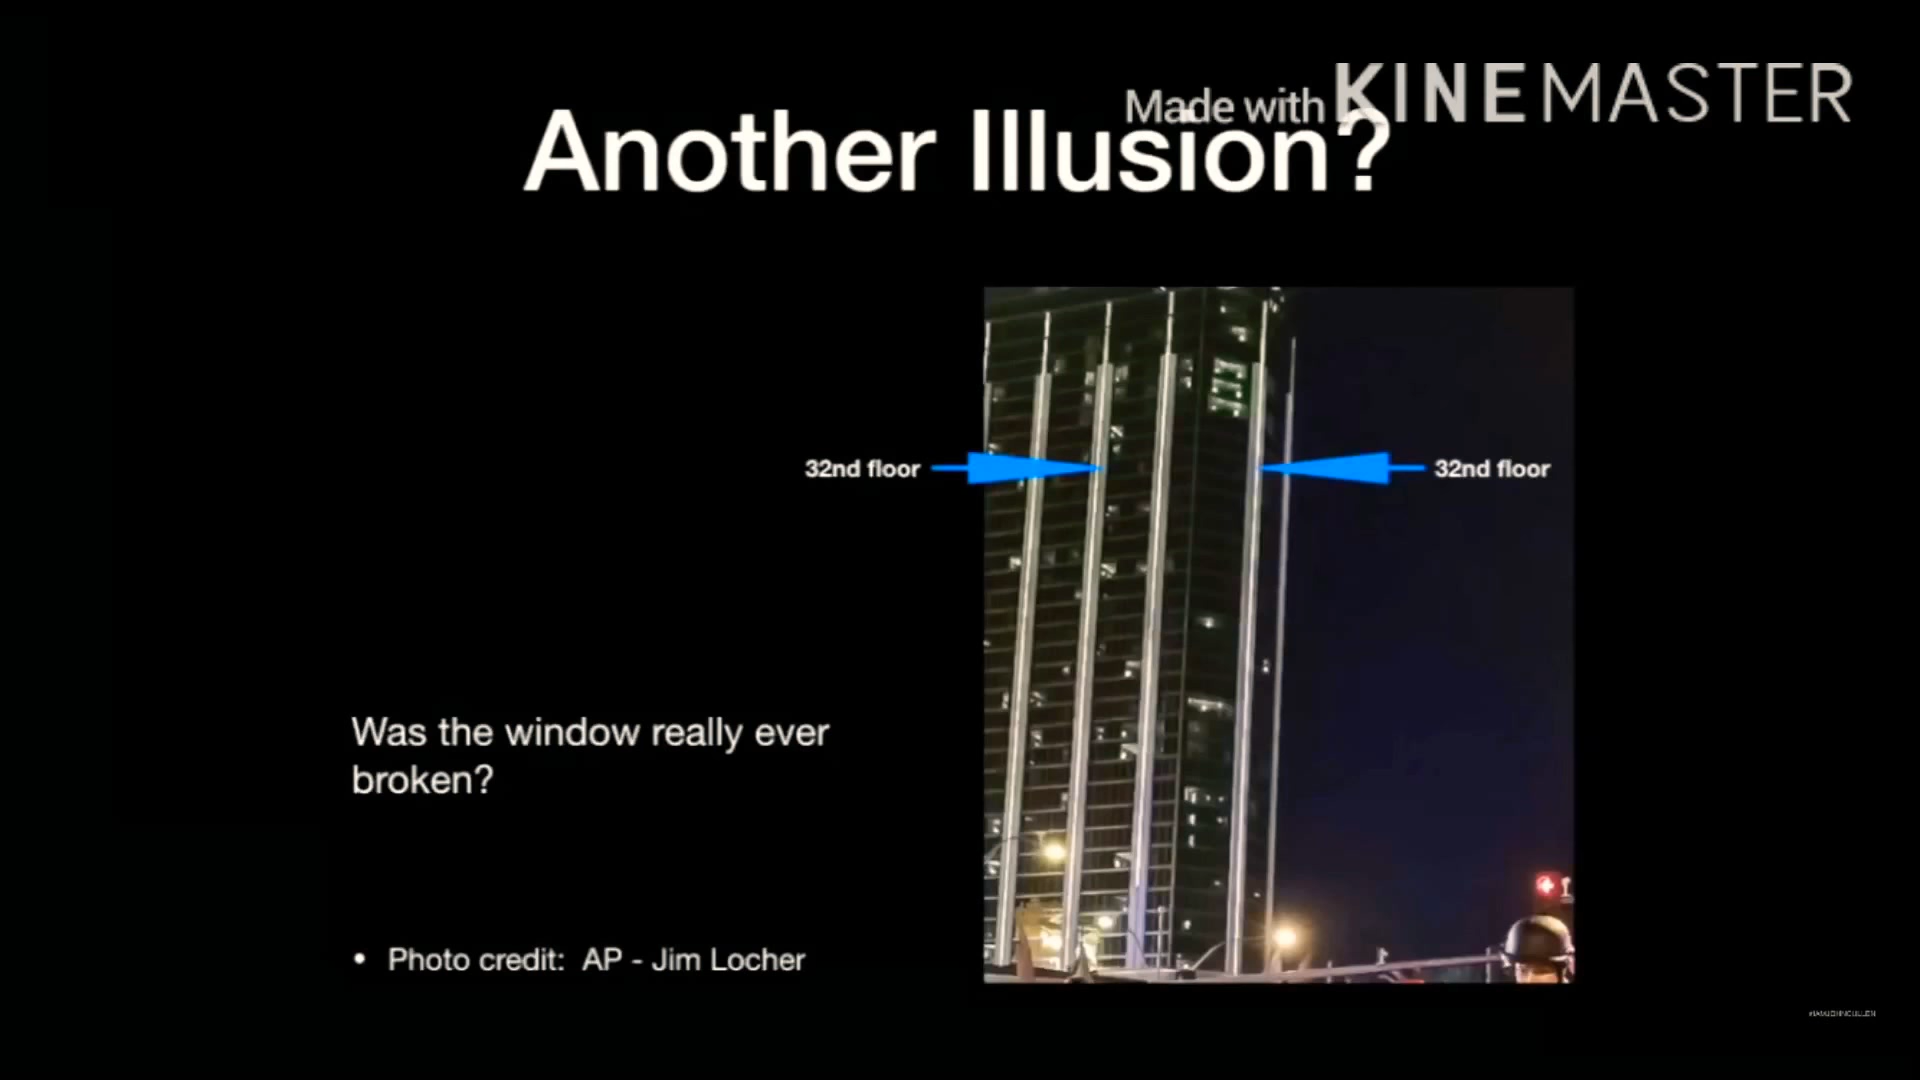 Made with KINEMASTER
Another Illusion?
32nd floor
32nd floor
Was the window really ever
broken?
• Photo credit: AP - Jim Locher
#IAMJOHNCULLEN